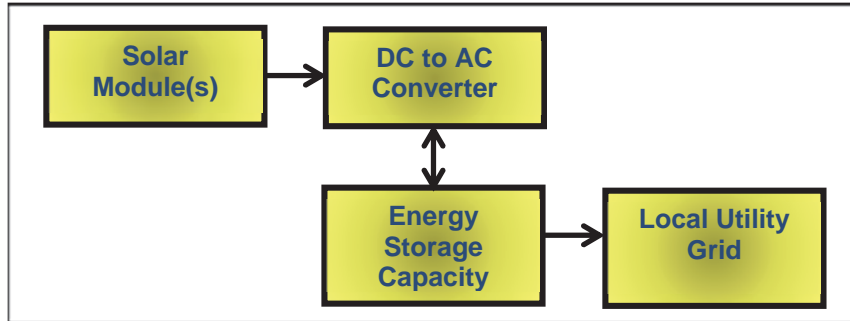 Solar
Module(s)
DC to AC
Converter
Energy
Storage
Capacity
Local Utility
Grid